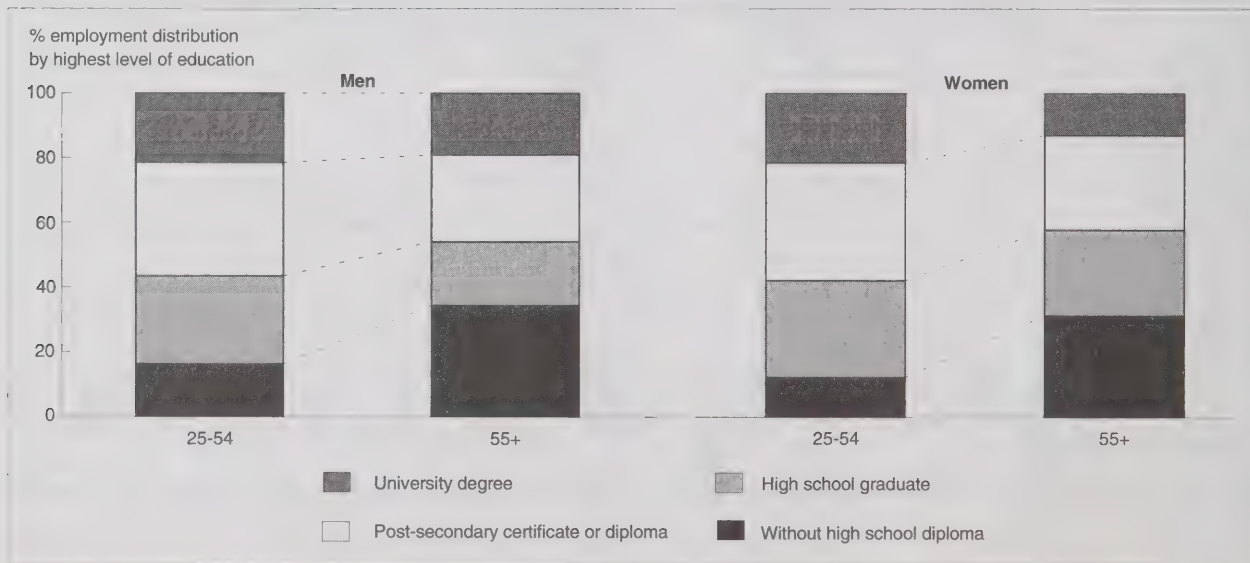 % employment distribution
by highest level of education
Men
Women
100
80
60
40
20
0
25-54
55+
25-54
55+
University degree
High school graduate
Post-secondary certificate or diploma
Without high school diploma